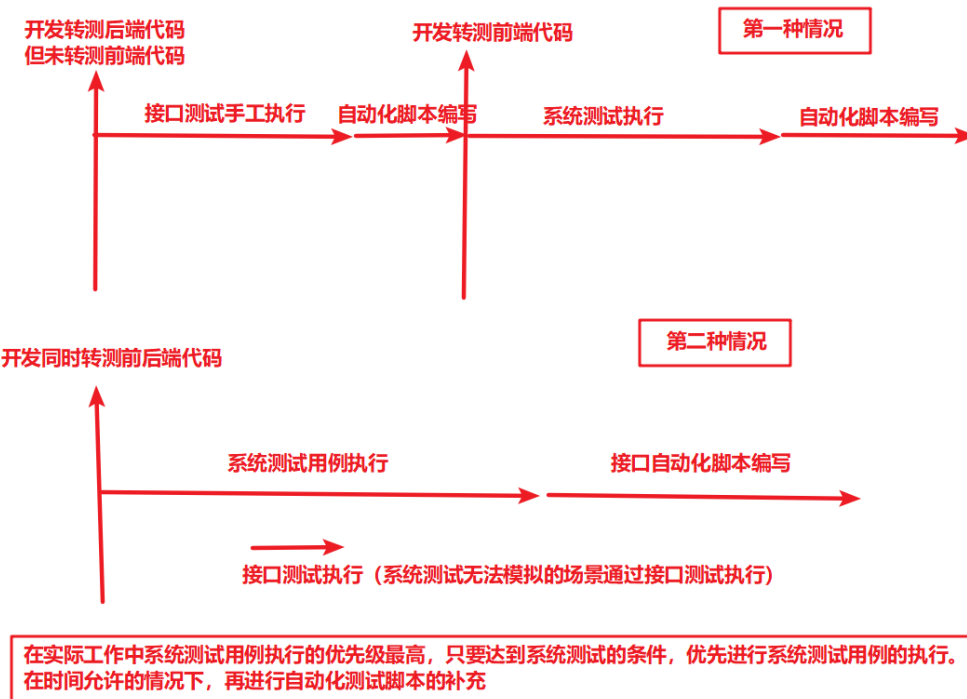 开发转测后端代码
但未转测前端代码
开发转测前端代码
第一种情况
接口测试手工执行
自动化脚本编写
系统测试执行
自动化脚本编写
第二种情况
开发同时转测前后端代码
系统测试用例执行
接口自动化脚本编写
接口测试执行（系统测试无法模拟的场景通过接口测试执行）
在实际工作中系统测试用例执行的优先级最高，只要达到系统测试的条件，优先进行系统测试用例的执行。
在时间允许的情况下，再进行自动化测试脚本的补充